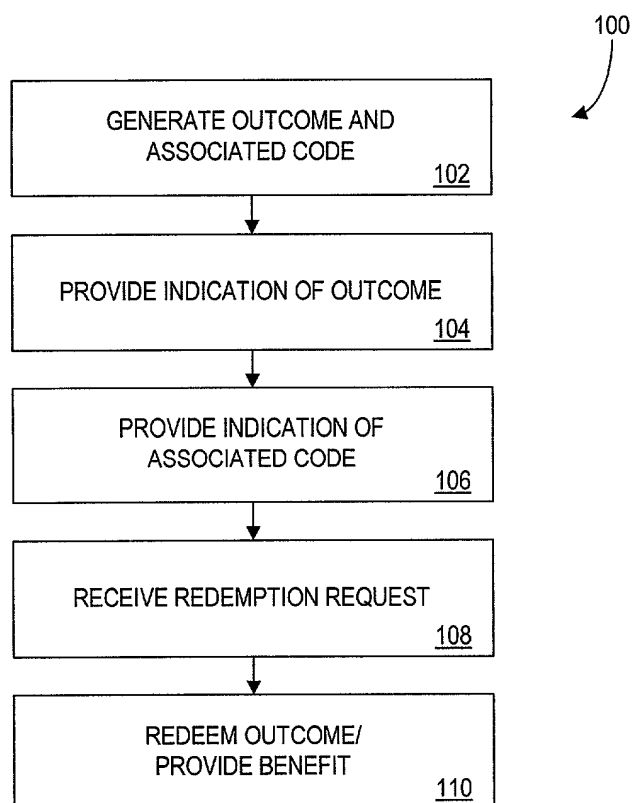 100
GENERATE OUTCOME AND
ASSOCIATED CODE
102
PROVIDE INDICATION OF OUTCOME
104
PROVIDE INDICATION OF
ASSOCIATED CODE
106
RECEIVE REDEMPTION REQUEST
108
REDEEM OUTCOME/
PROVIDE BENEFIT
110